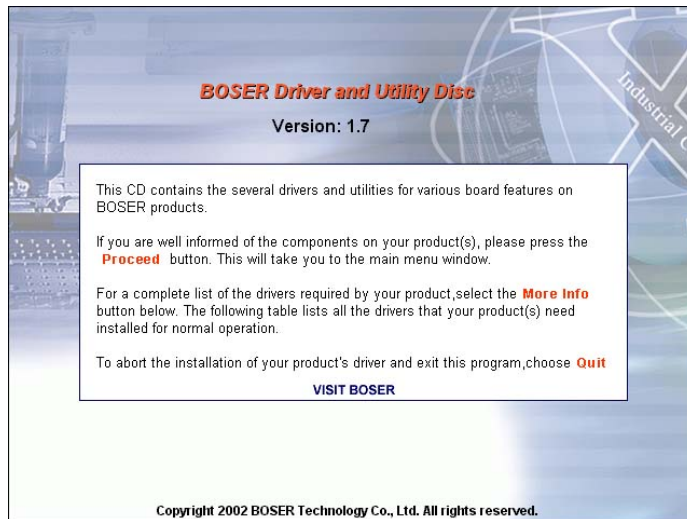 BOSER Driver and Utility Disc
Version: 1.7
Industrial
This CD contains the several drivers and utilities for various board features on
BOSER products.
If you are well informed of the components on your product(s), please press the
Proceed button. This will take you to the main menu window.
For a complete list of the drivers required by your product,select the More Info
button below. The following table lists all the drivers that your product(s) need
installed for normal operation.
To abort the installation of your product's driver and exit this program,choose Quit
VISIT BOSER
Copyright 2002 BOSER Technology Co., Ltd. All rights reserved.